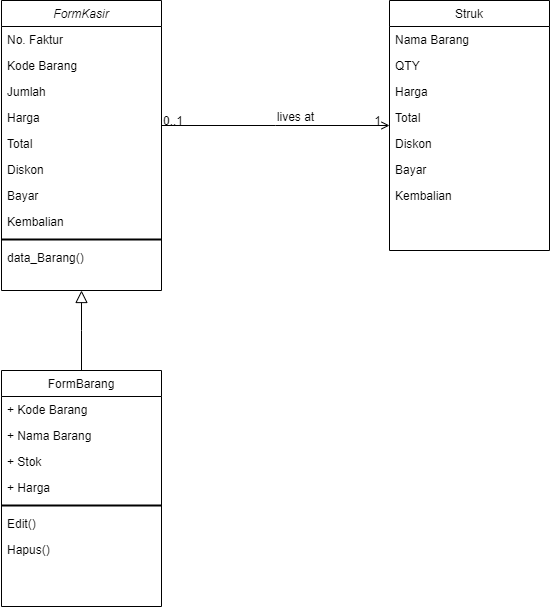 FormKasir
No. Faktur
Kode Barang
Jumlah
Harga
Total
Diskon
Bayar
Kembalian
data_Barang()
0..1
lives at
1
Struk
Nama Barang
QTY
Harga
Total
Diskon
Bayar
Kembalian
FormBarang
+ Kode Barang
+ Nama Barang
+ Stok
+ Harga
Edit()
Hapus()